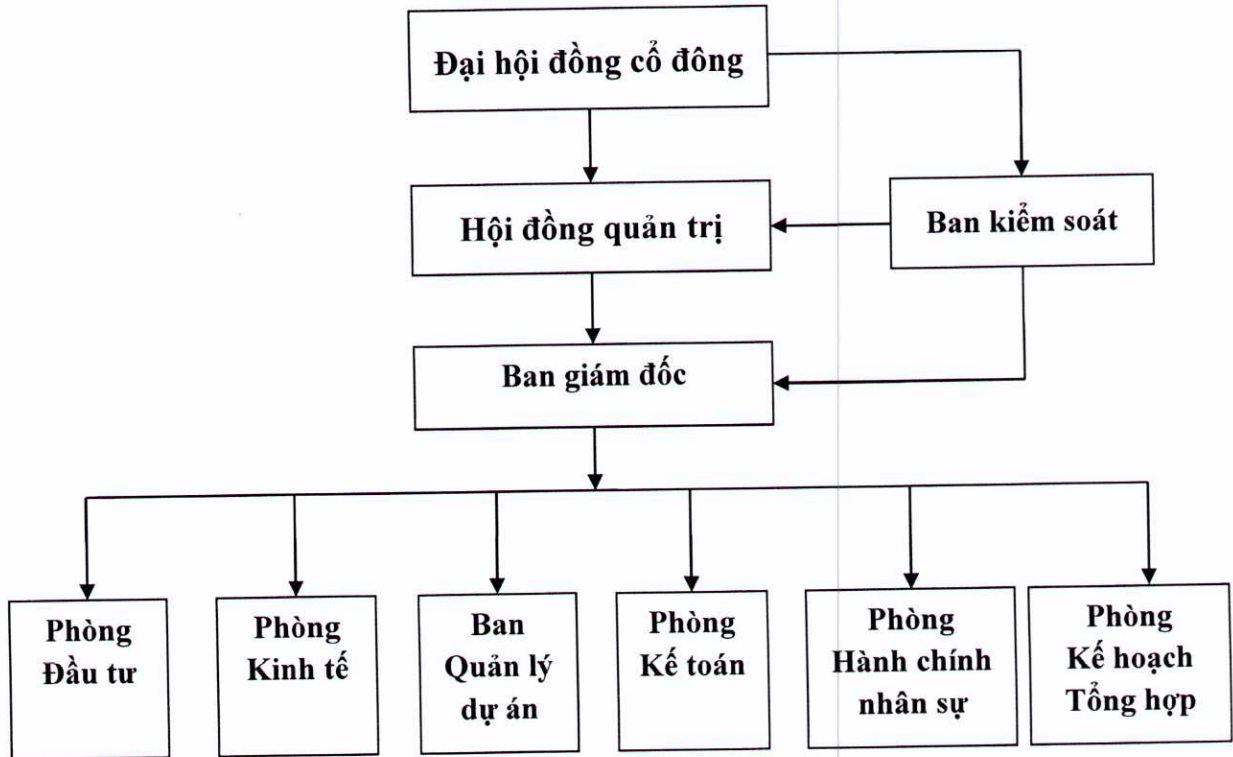 Đại hội đồng cổ đông
Hội đồng quản trị
Ban kiểm soát
Ban giám đốc
Phòng
Đầu tư
Phòng
Kinh tế
Ban
Quản lý
dự án
Phòng
Kế toán
Phòng
Hành chính
nhân sự
Phòng
Kế hoạch
Tổng hợp